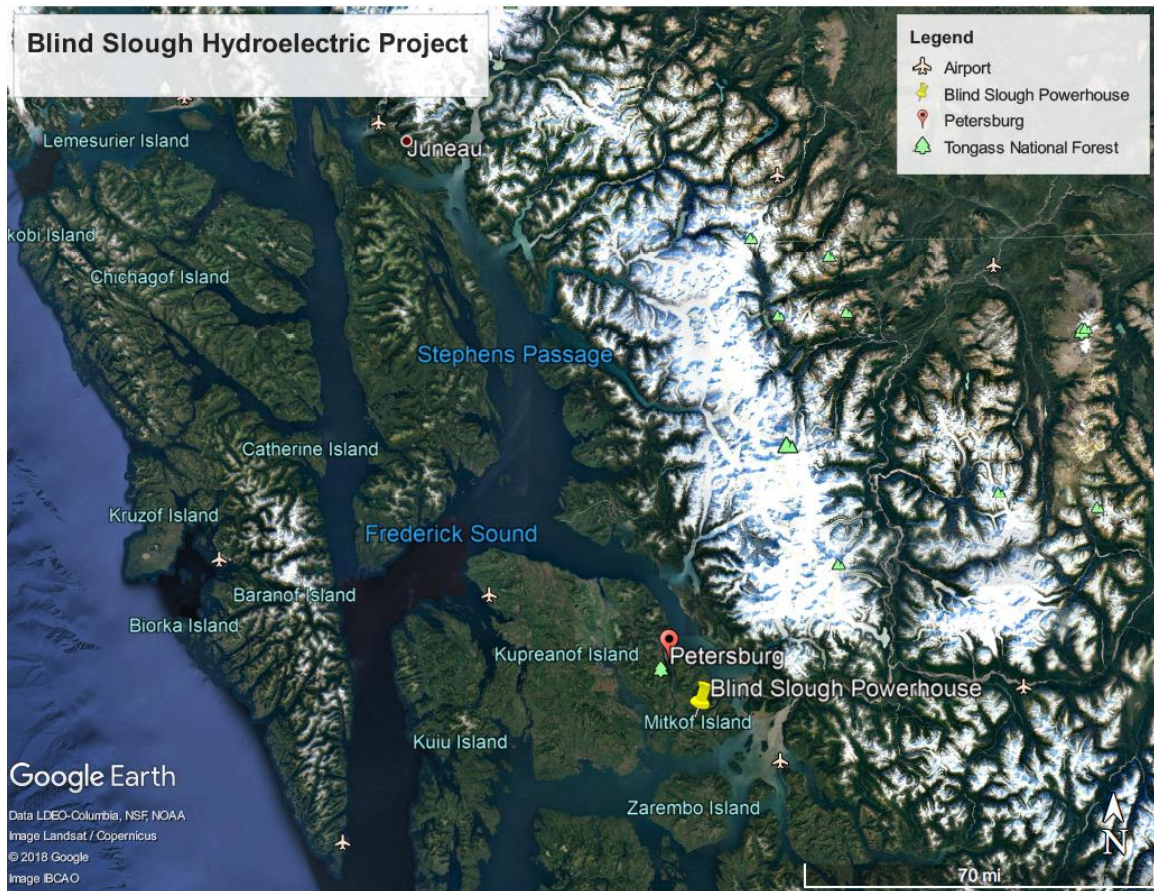 Blind Slough Hydroelectric Project
Legend
Airport
Blind Slough Powerhouse
Petersburg
Tongass National Forest
Lemesurier Island
Juneau
kobi Island
Chichagof Island
Stephens Passage
Catherine Island
Kruzof Island
Frederick Sound
Baranof Island
Biorka Island
Kupreanof Island
Petersburg
Blind Slough Powerhouse
Mitkof Island
Kuiu Island
Zarembo Island
Google Earth
Data LDEO-Columbia, NSF, NOAA
Image Landsat / Copernicus
© 2018 Google
Image IBCAO
N
70 mi